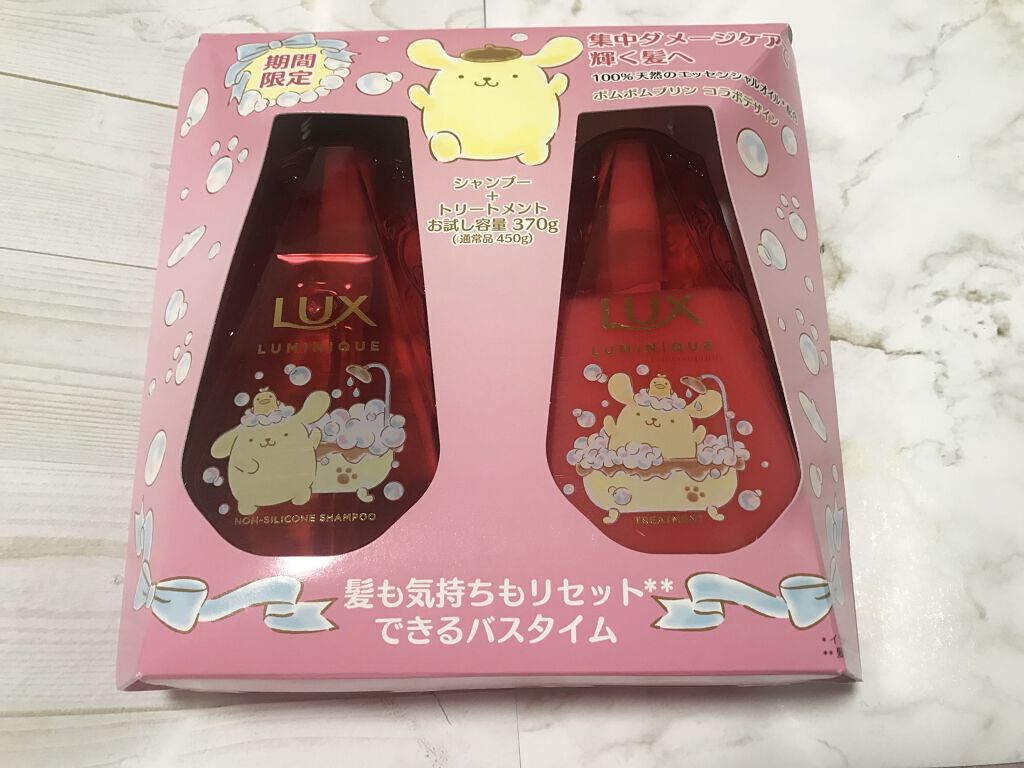 期間
限定
集中ダメージケア
輝く髪へ
100%天然のエッセンシャルオイル*配合
ポムポムプリン コラボデザイン
シャンプー
+
トリートメント
お試し容量 370g
(通常品 450g)
LUX
LUMINIQUE
NON-SILICONE SHAMPOO
LUX
LUMINIQUE
TREATMENT
髪も気持ちもリセット**
できるバスタイム